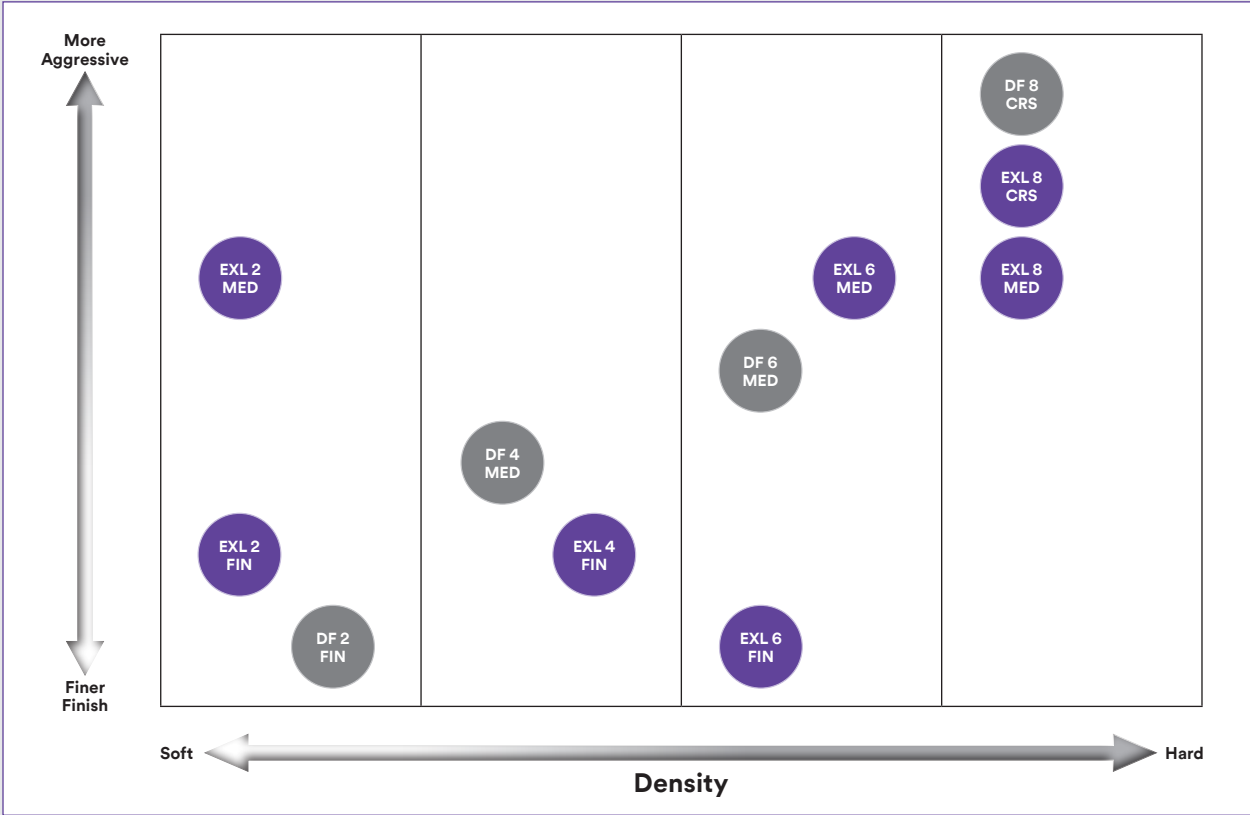 More
Aggressive
DF 8
CRS
EXL 8
CRS
EXL 2
MED
EXL 6
MED
EXL 8
MED
DF 6
MED
DF 4
MED
EXL 2
FIN
EXL 4
FIN
DF 2
FIN
EXL 6
FIN
Finer
Finish
Soft
Hard
Density